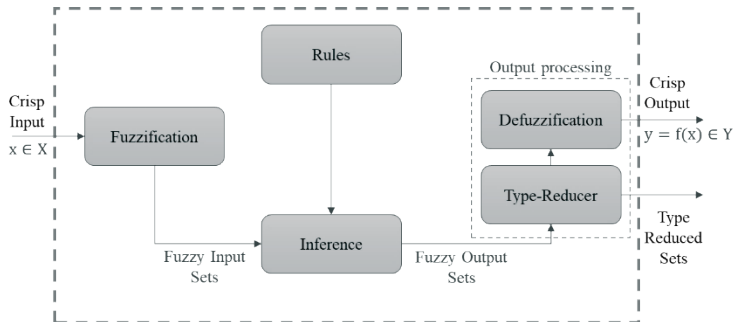 Rules
Output processing
Crisp
Output
Crisp
Input
Defuzzification
Fuzzification
y = f(x) ∈ Y
x ∈ X
Type-Reducer
Type
Reduced
Sets
Inference
Fuzzy Input
Sets
Fuzzy Output
Sets